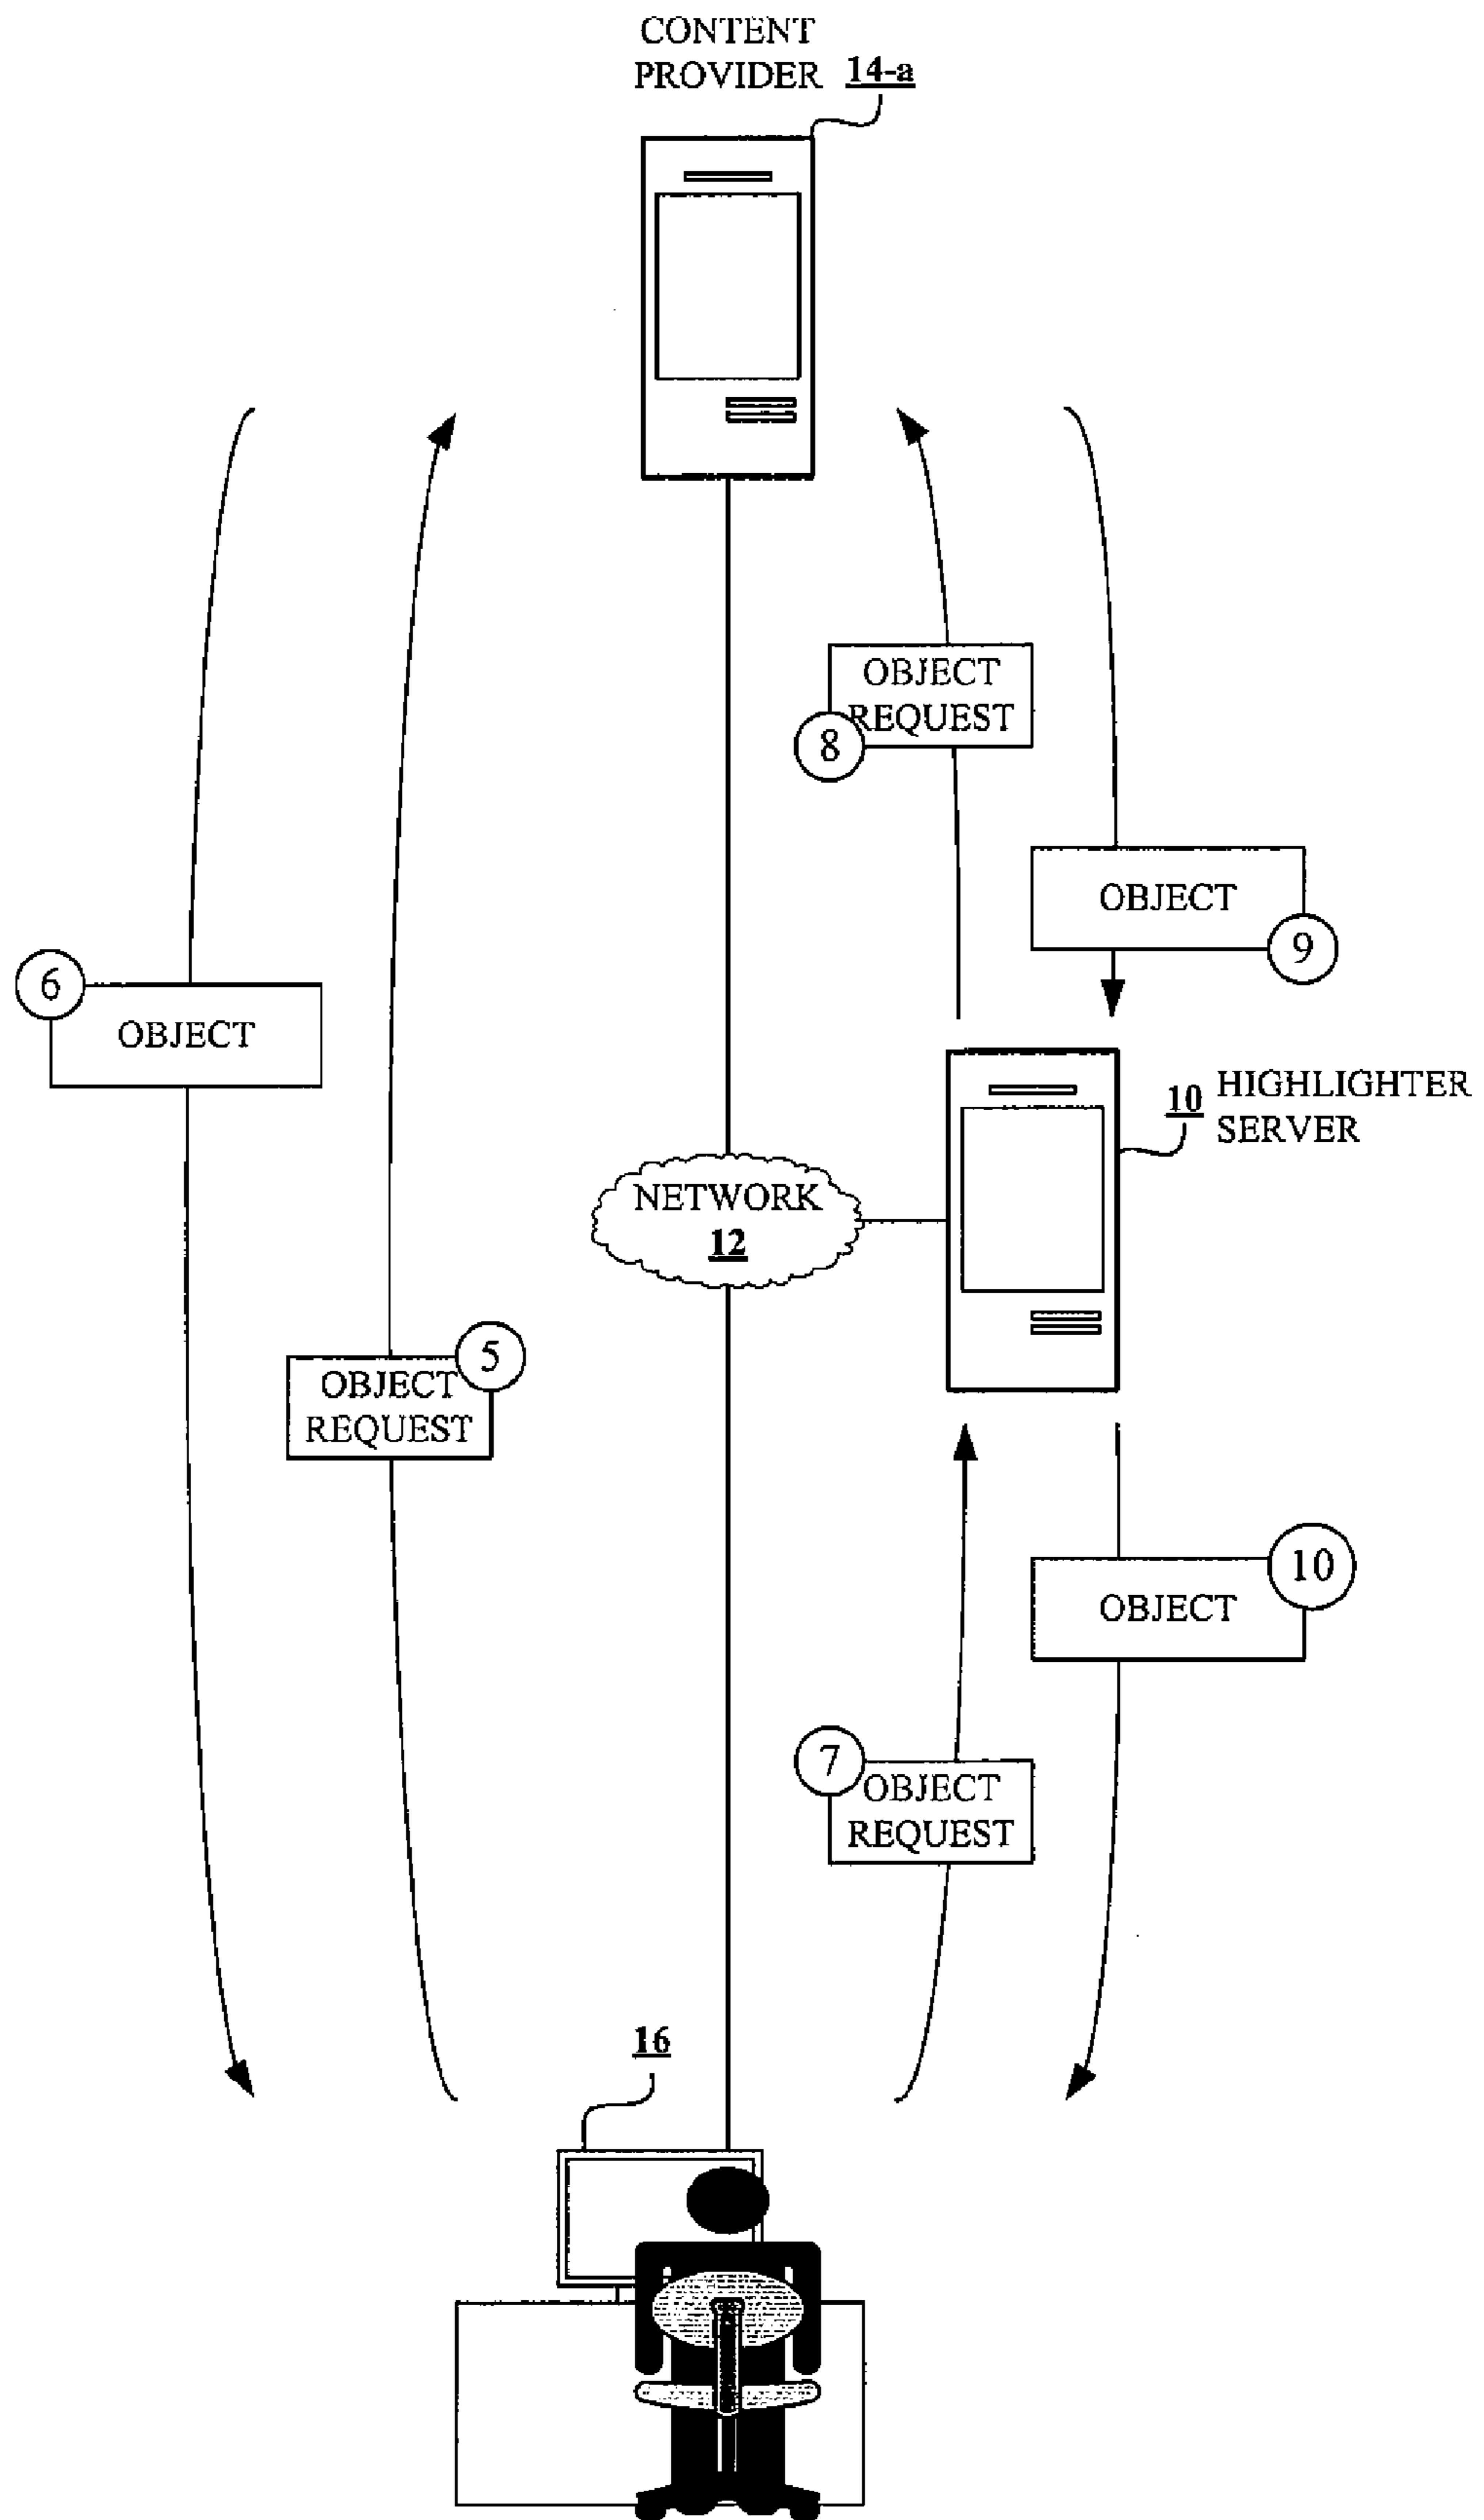 CONTENT
PROVIDER 14-a
OBJECT
REQUEST
8
OBJECT
9
6
OBJECT
10 HIGHLIGHTER
SERVER
NETWORK
12
5
OBJECT
REQUEST
10
OBJECT
7
OBJECT
REQUEST
16